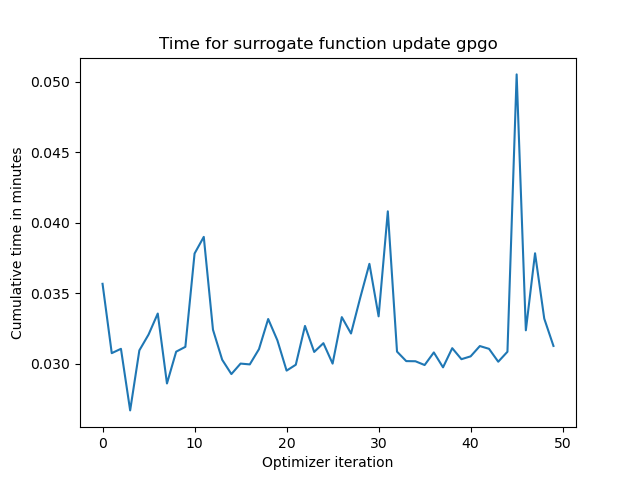 Time for surrogate function update gpgo
Cumulative time in minutes
0.050
0.045
0.040
0.035
0.030
0 10 20 30 40 50
Optimizer iteration